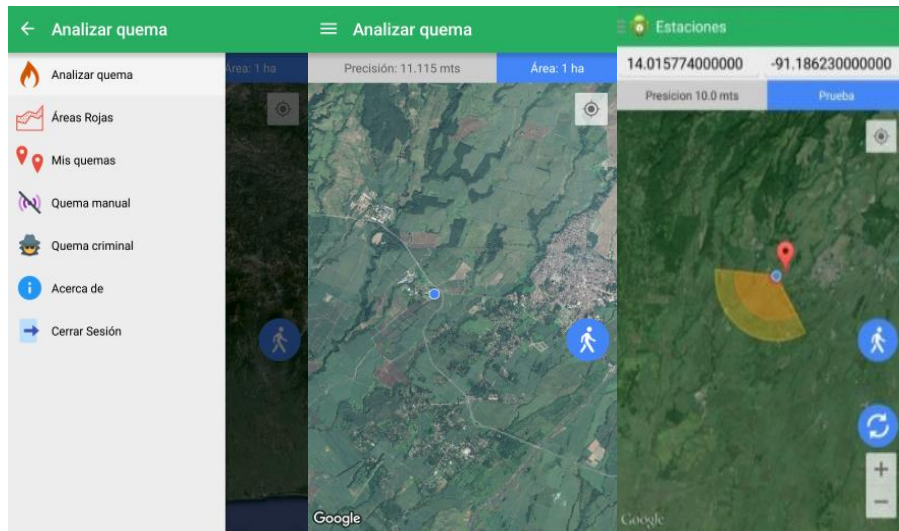 Analizar quema
Área: 1 ha
Analizar quema
Áreas Rojas
Mis quemas
Quema manual
Quema criminal
Acerca de
Cerrar Sesión
Analizar quema
Precisión: 11.115 mts
Área: 1 ha
Google
Estaciones
14.015774000000
-91.186230000000
Presicion 10.0 mts
Prueba
Google